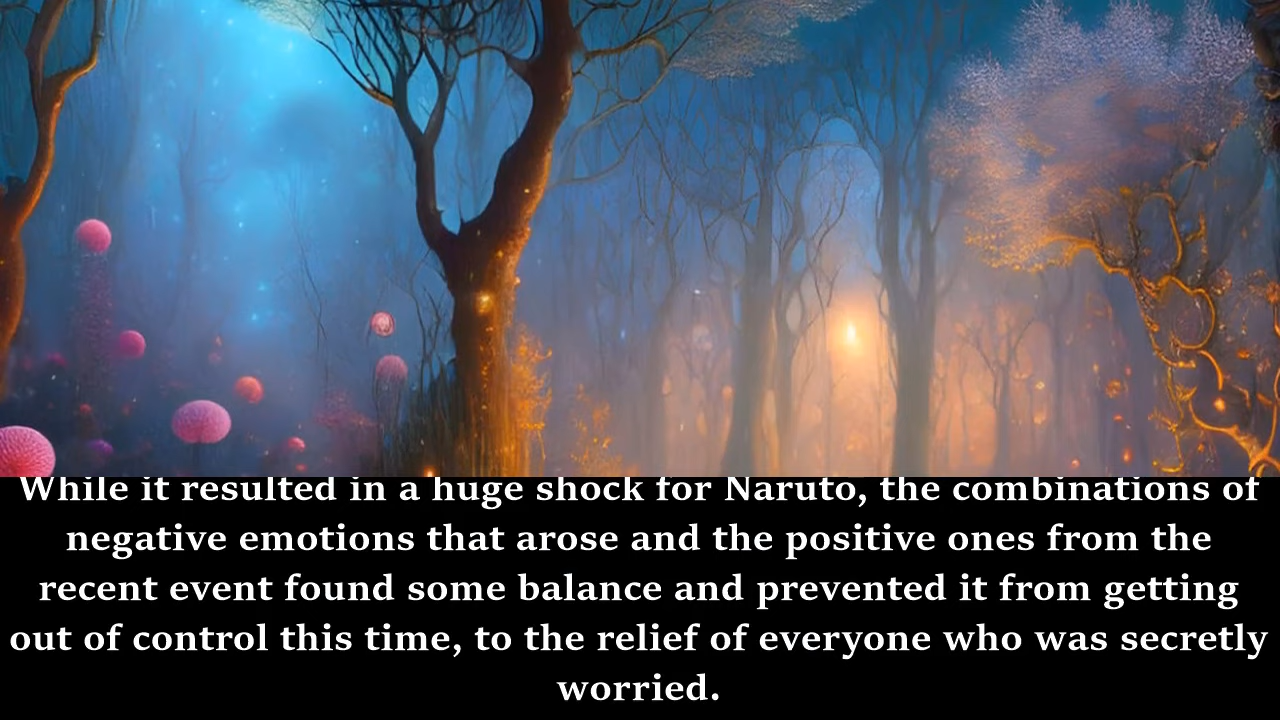 While it resulted in a huge shock for Naruto, the combinations of
negative emotions that arose and the positive ones from the
recent event found some balance and prevented it from getting
out of control this time, to the relief of everyone who was secretly
worried.